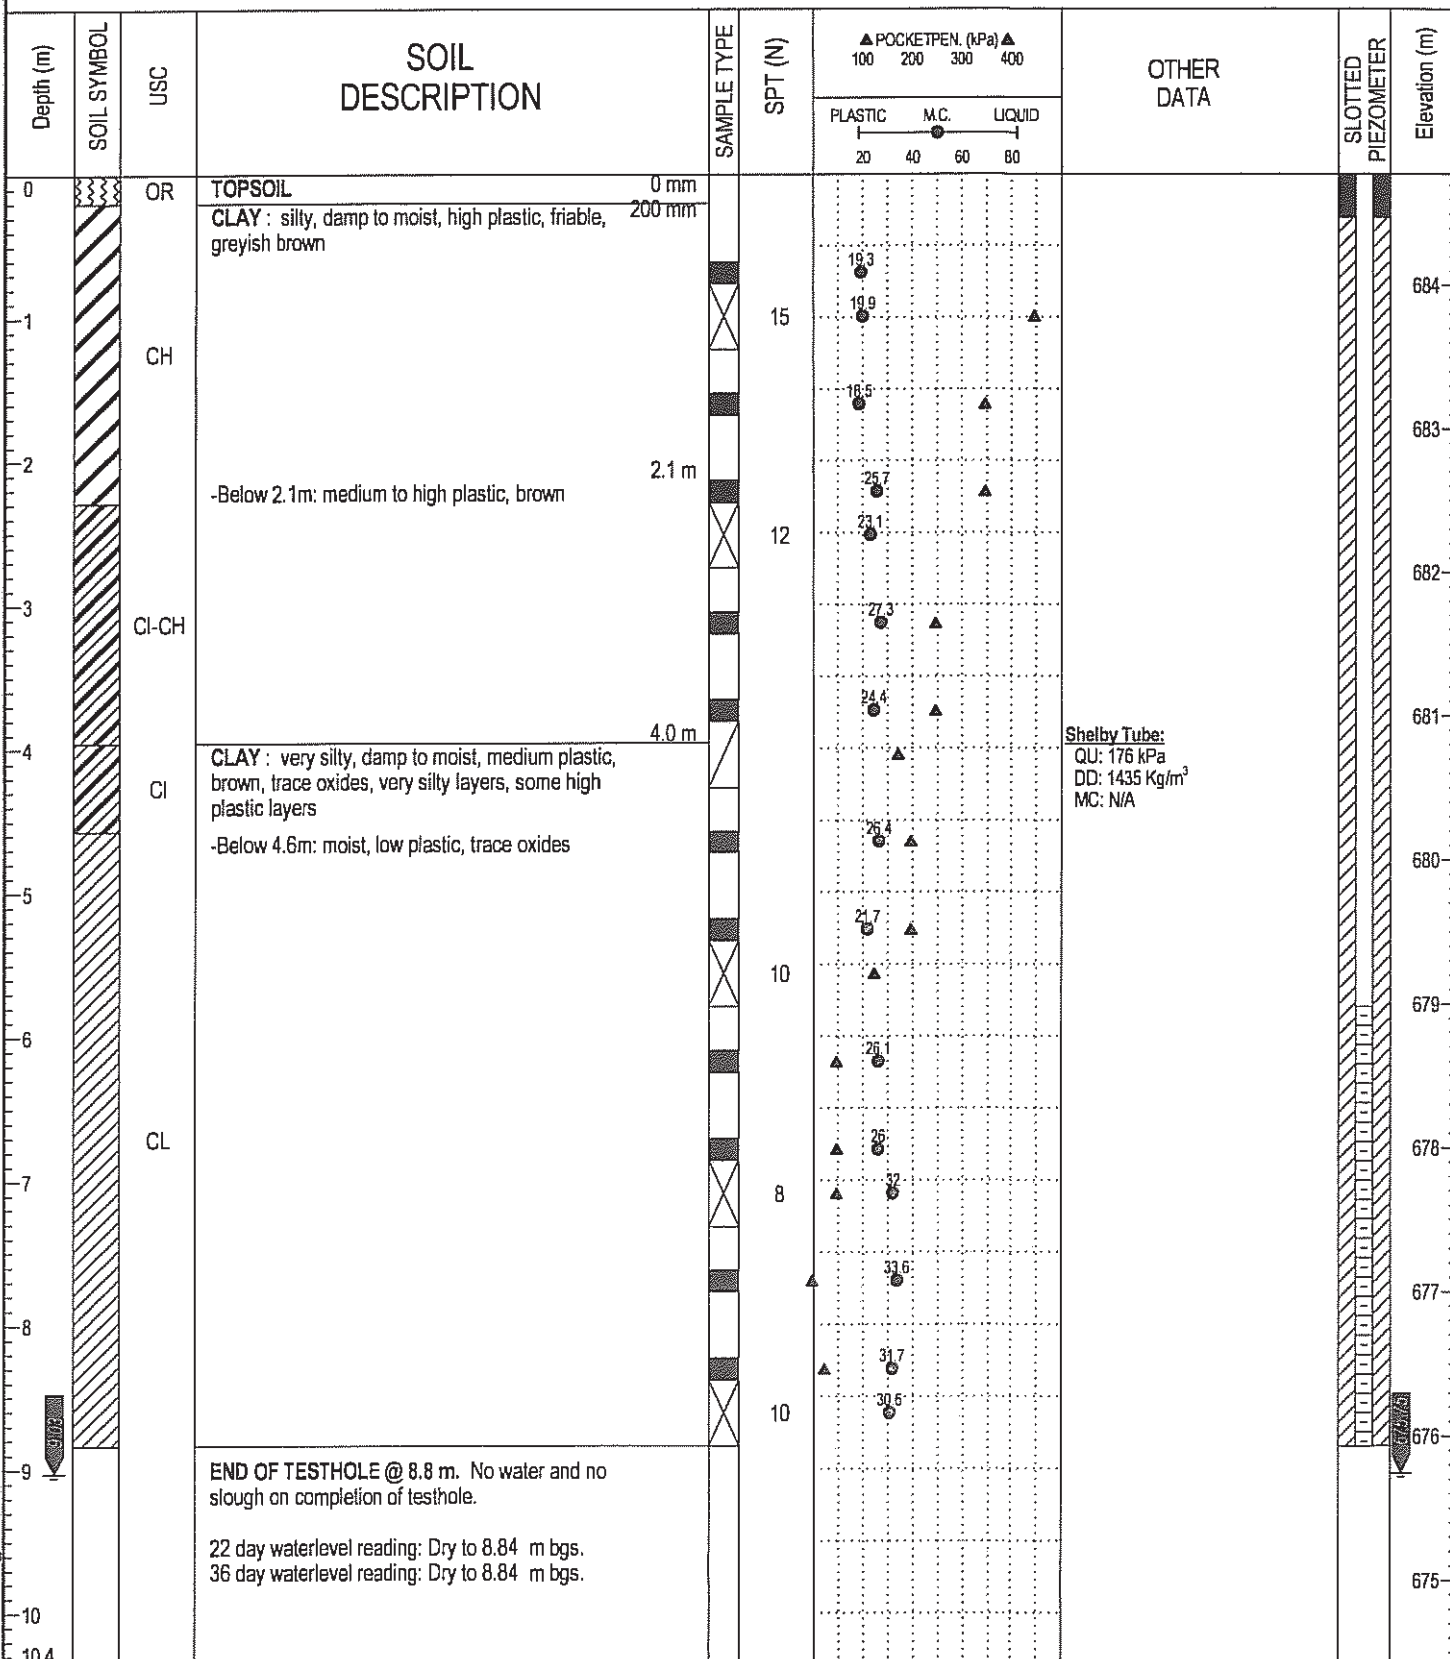 Depth (m)
SOIL SYMBOL
USC
SOIL
DESCRIPTION
SAMPLE TYPE
SPT (N)
▲ POCKETPEN. (kPa) ▲
100 200 300 400
PLASTIC M.C. LIQUID
20 40 60 80
OTHER
DATA
SLOTTED
PIEZOMETER
Elevation (m)
0
OR
TOPSOIL 0 mm
200 mm
CLAY : silty, damp to moist, high plastic, friable,
greyish brown
19.3
684
19.9
1
15
CH
18.5
683
2
2.1 m
25.7
-Below 2.1m: medium to high plastic, brown
23.1
12
682
3
27.3
CI-CH
24.4
681
4.0 m
4
CLAY : very silty, damp to moist, medium plastic,
brown, trace oxides, very silty layers, some high
plastic layers
CI
Shelby Tube:
QU: 176 kPa
DD: 1435 Kg/m³
MC: N/A
26.4
-Below 4.6m: moist, low plastic, trace oxides
680
5
21.7
10
679
6
26.1
CL
26
678
7
32
8
33.6
677
8
31.7
30.5
10
676
9
END OF TESTHOLE @ 8.8 m. No water and no
slough on completion of testhole.
22 day waterlevel reading: Dry to 8.84 m bgs.
36 day waterlevel reading: Dry to 8.84 m bgs.
675
10
10.4